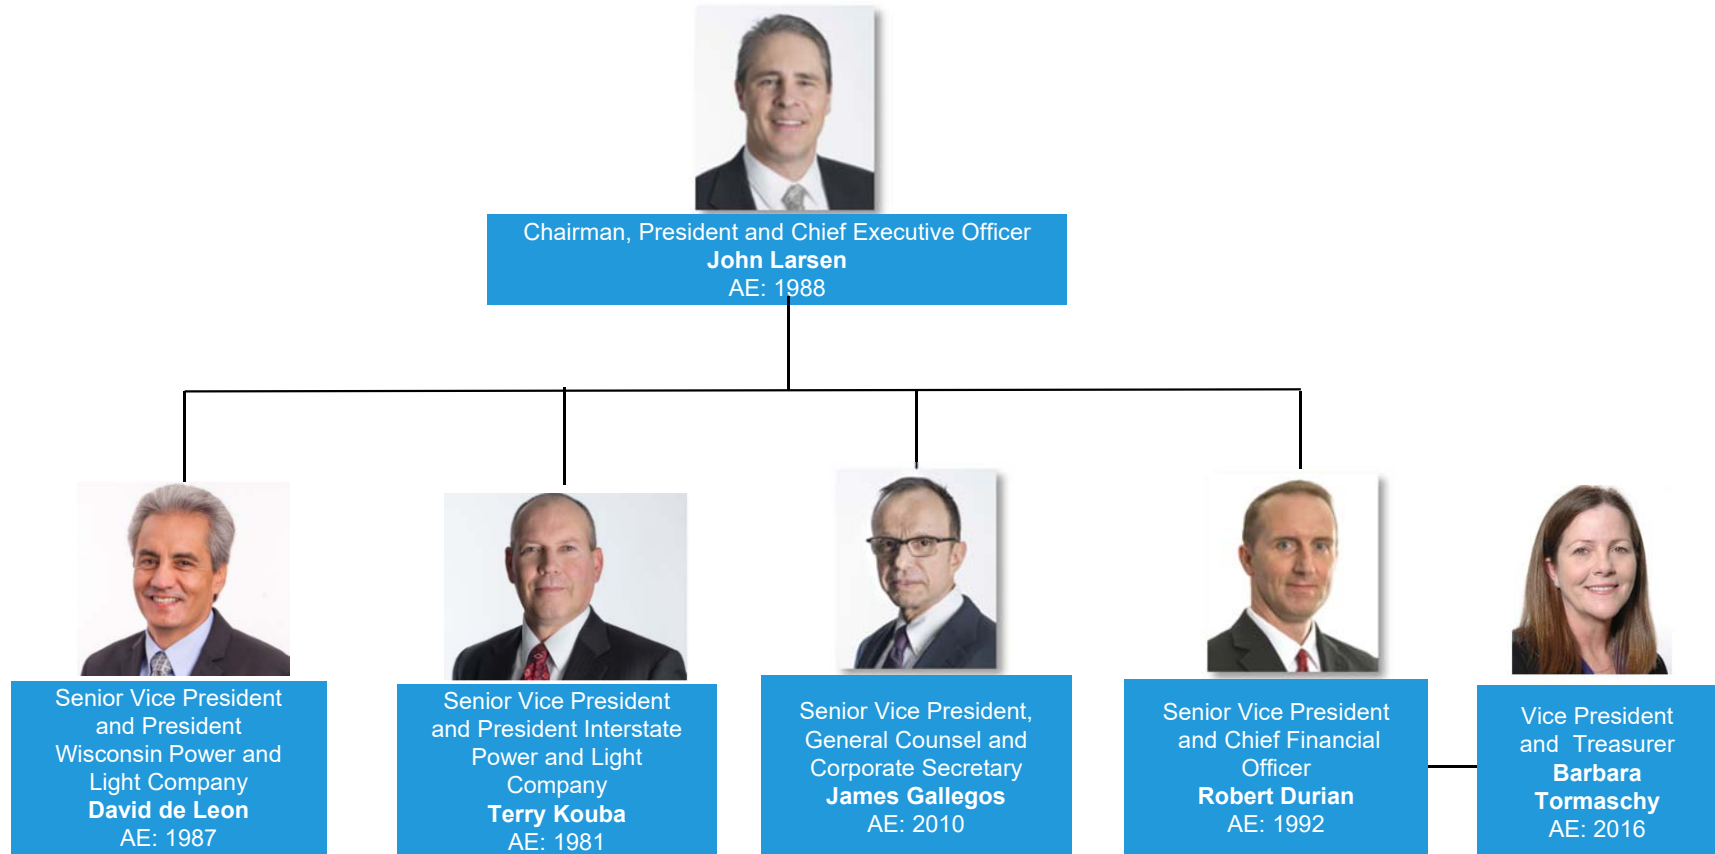 Chairman, President and Chief Executive Officer
John Larsen
AE: 1988
Senior Vice President
and President
Wisconsin Power and
Light Company
David de Leon
AE: 1987
Senior Vice President
and President Interstate
Power and Light
Company
Terry Kouba
AE: 1981
Senior Vice President,
General Counsel and
Corporate Secretary
James Gallegos
AE: 2010
Senior Vice President
and Chief Financial
Officer
Robert Durian
AE: 1992
Vice President
and Treasurer
Barbara
Tormaschy
AE: 2016